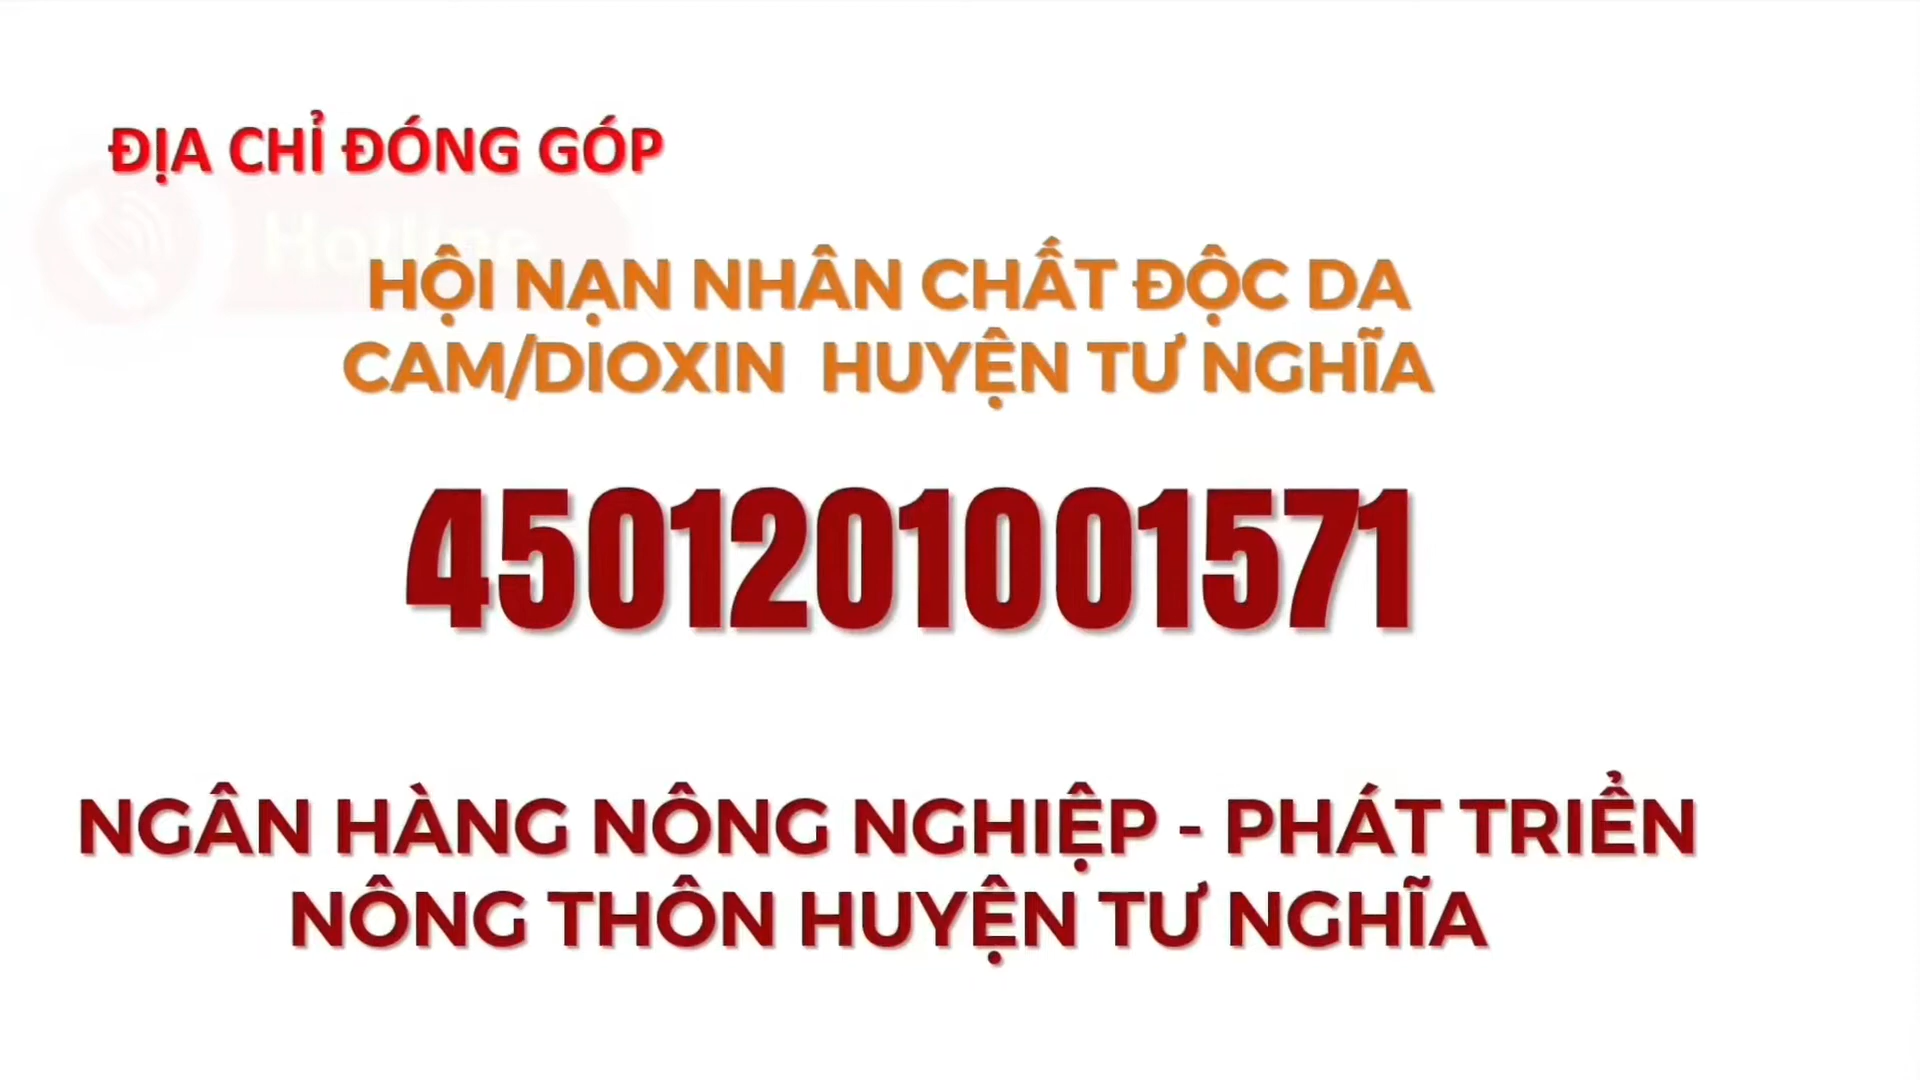 ĐỊA CHỈ ĐÓNG GÓP
Hotline
HỘI NẠN NHÂN CHẤT ĐỘC DA
CAM/DIOXIN HUYỆN TƯ NGHĨA
4501201001571
NGÂN HÀNG NÔNG NGHIỆP - PHÁT TRIỂN
NÔNG THÔN HUYỆN TƯ NGHĨA